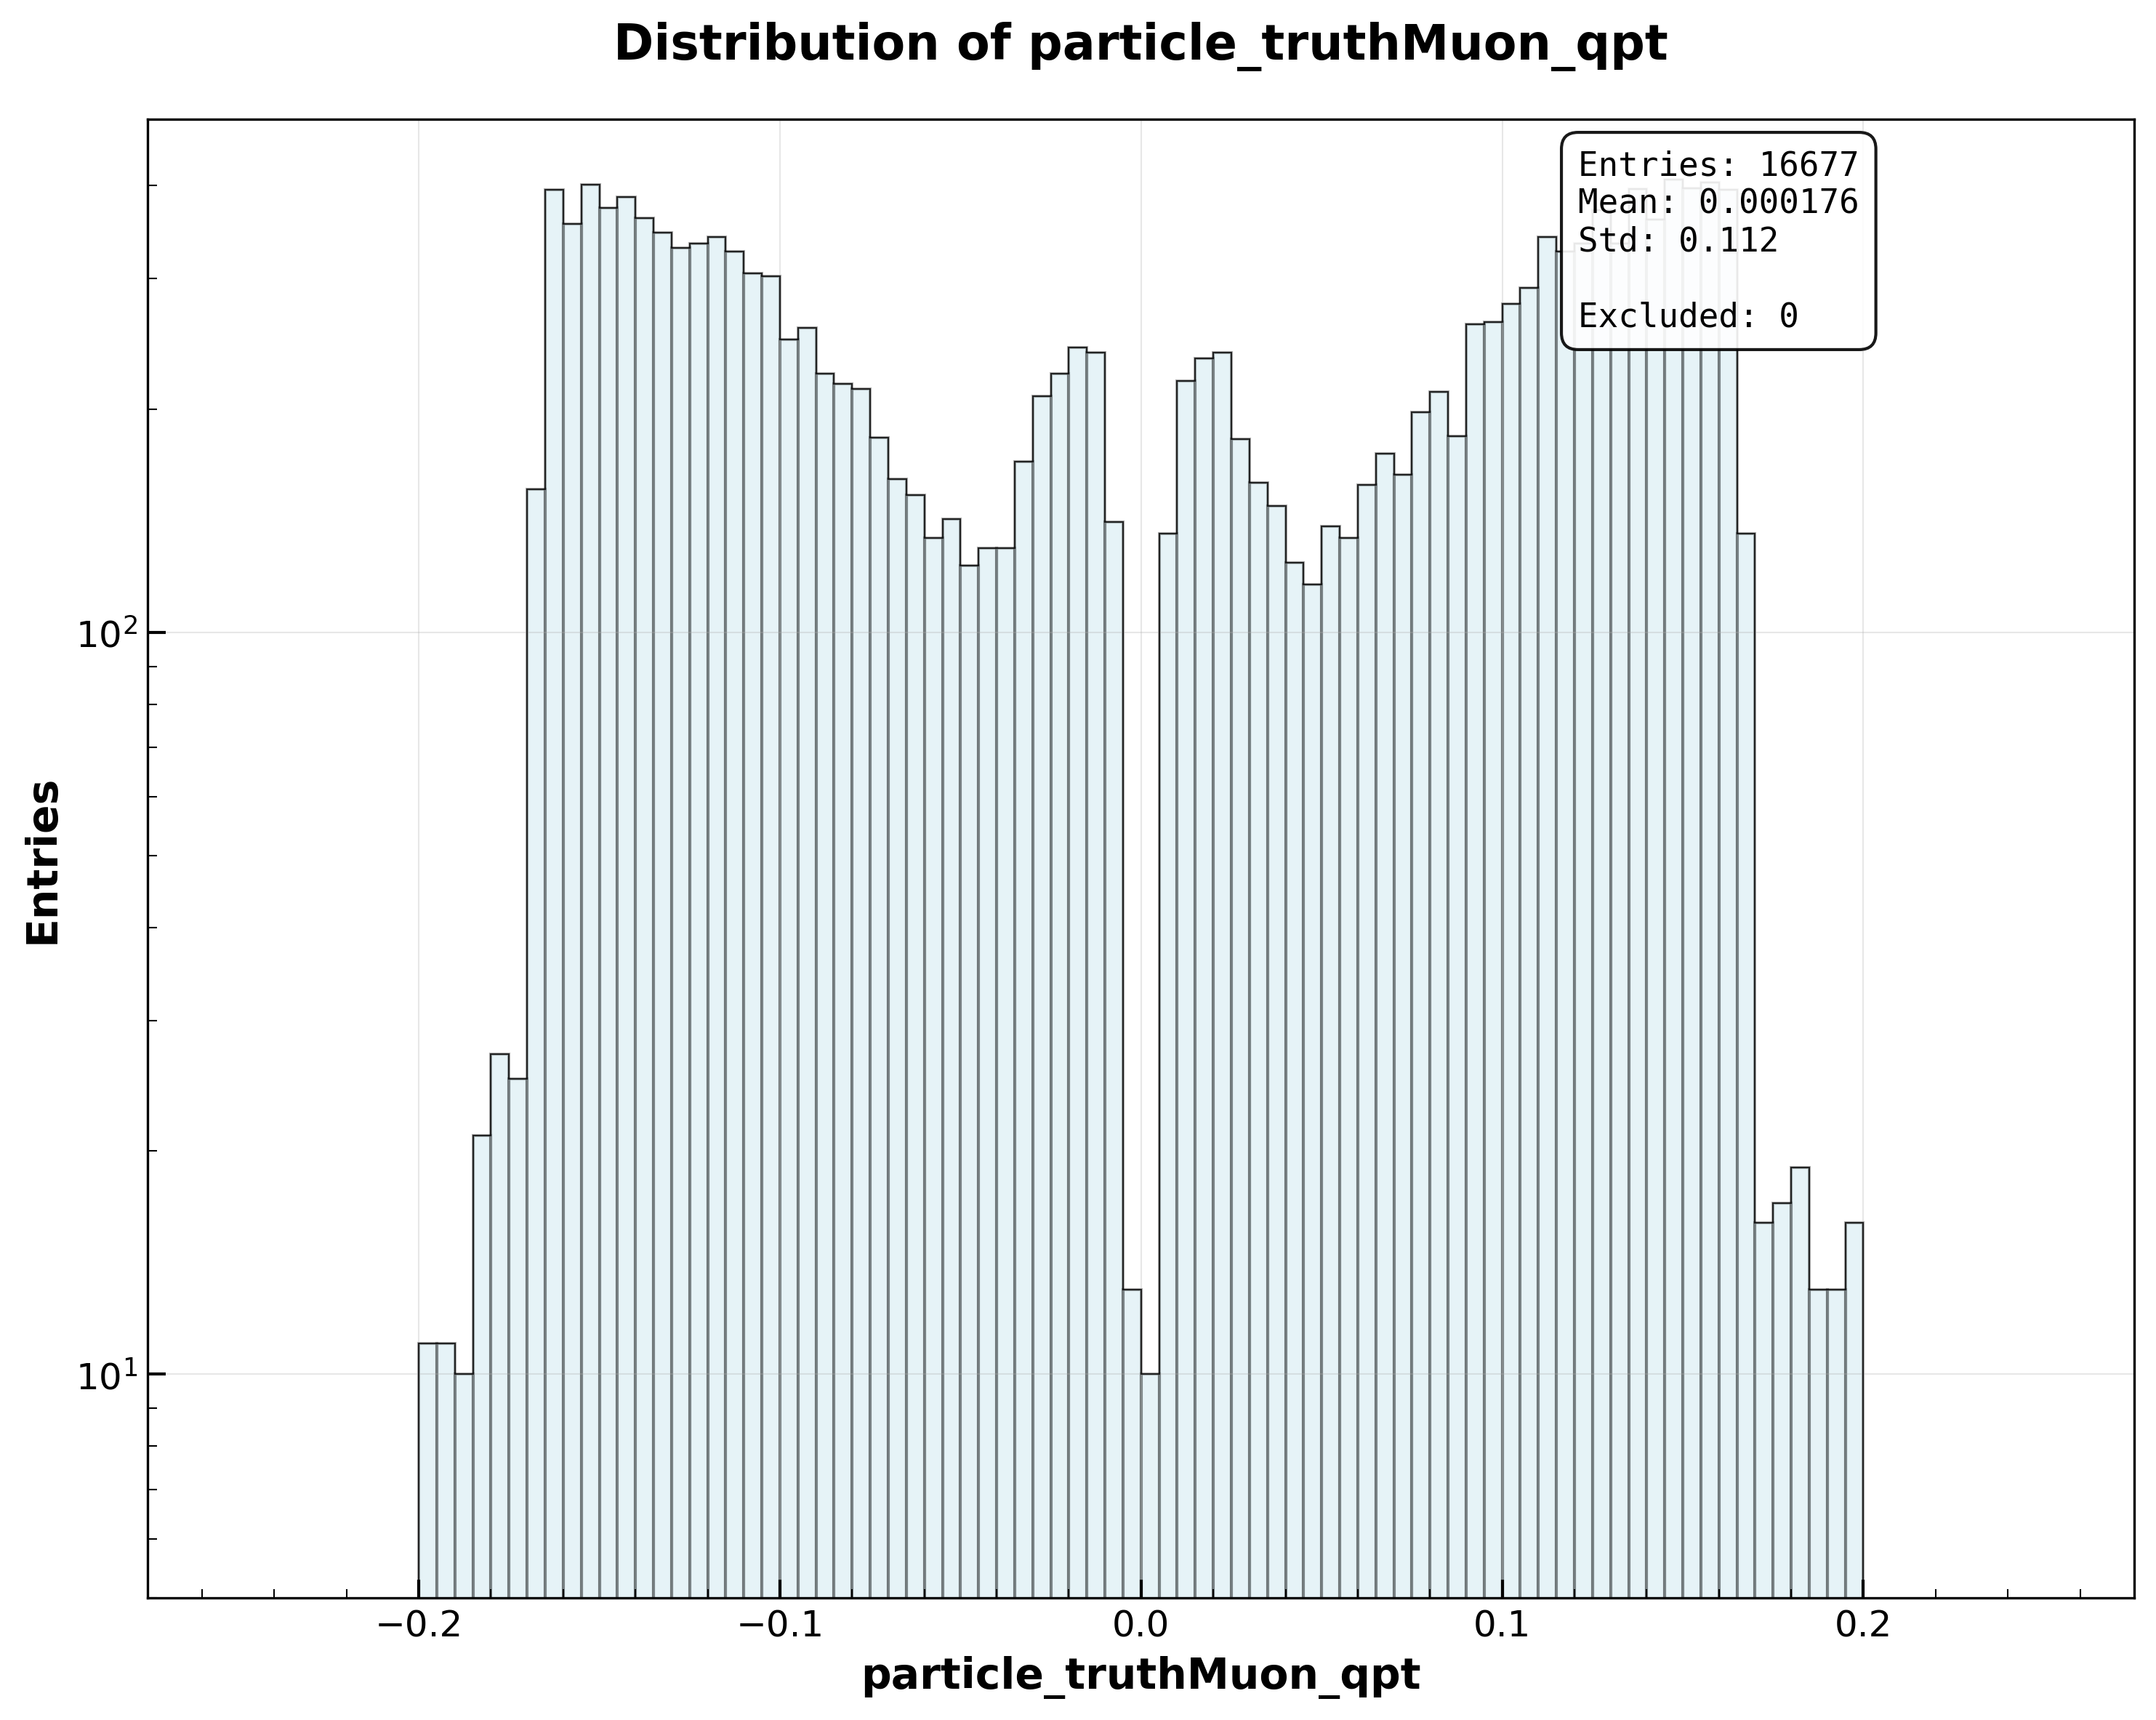 Distribution of particle_truthMuon_qpt
Entries: 16677
Mean: 0.000176
Std: 0.112
Excluded: 0
Entries
10²
10¹
−0.2
−0.1
0.0
0.1
0.2
particle_truthMuon_qpt